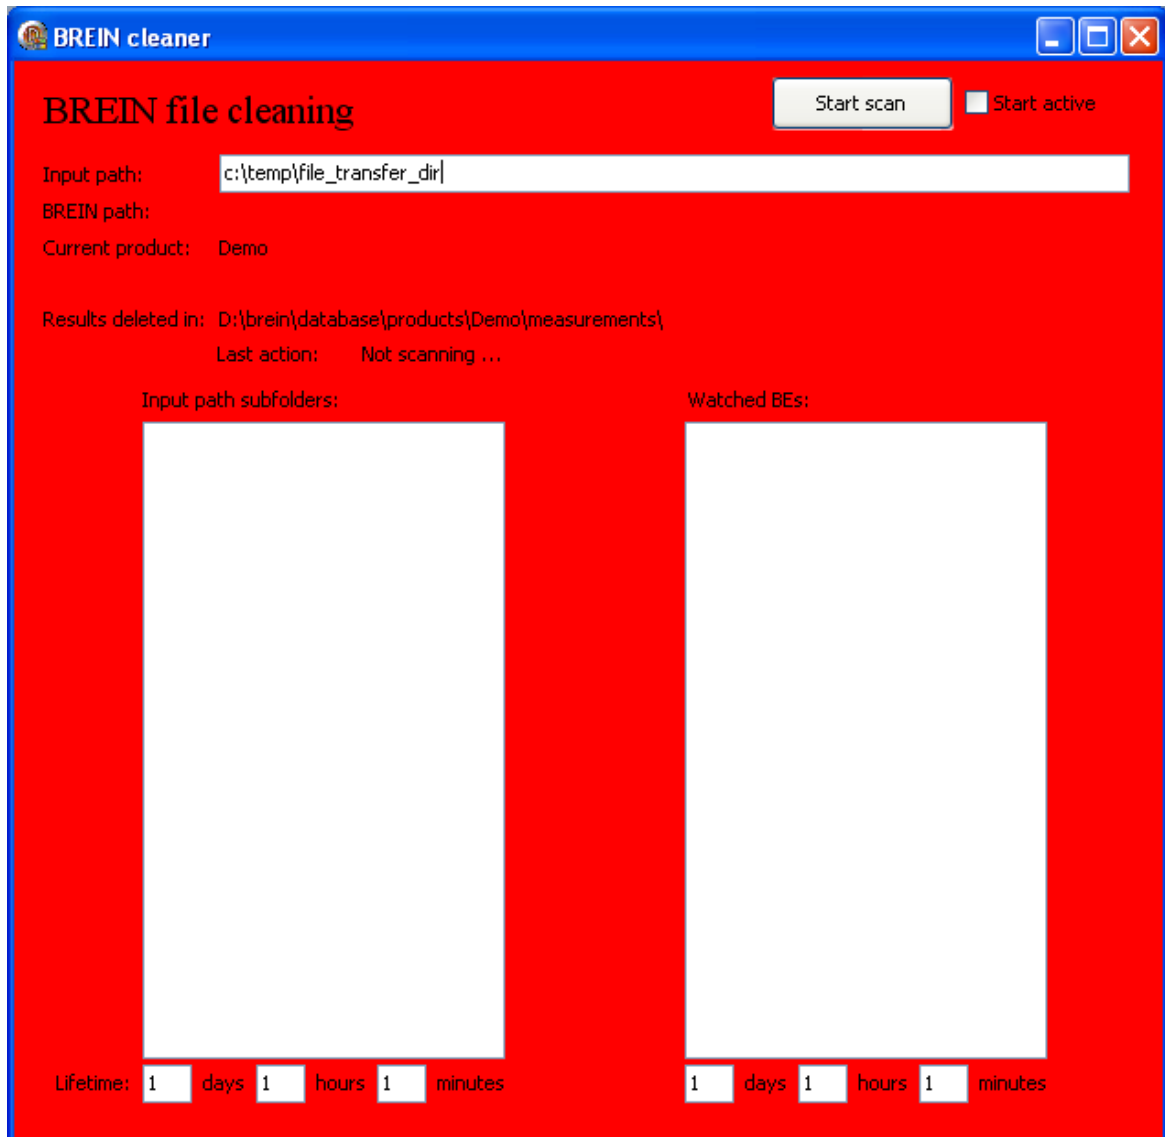 BREIN cleaner
BREIN file cleaning
Start scan
Start active
Input path: c:\temp\file_transfer_dir
BREIN path:
Current product: Demo
Results deleted in: D:\brein\database\products\Demo\measurements\
Last action: Not scanning ...
Input path subfolders: Watched BEs:
Lifetime: 1 days 1 hours 1 minutes 1 days 1 hours 1 minutes